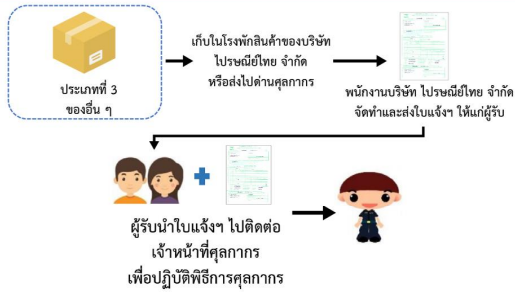 ประเภทที่ 3
ของอื่น ๆ
เก็บในโรงพักสินค้าของบริษัท
ไปรษณีย์ไทย จำกัด
หรือส่งไปด่านศุลกากร
พนักงานบริษัท ไปรษณีย์ไทย จำกัด
จัดทำและส่งใบแจ้งฯ ให้แก่ผู้รับ
ผู้รับนำใบแจ้งฯ ไปติดต่อ
เจ้าหน้าที่ศุลกากร
เพื่อปฏิบัติพิธีการศุลกากร